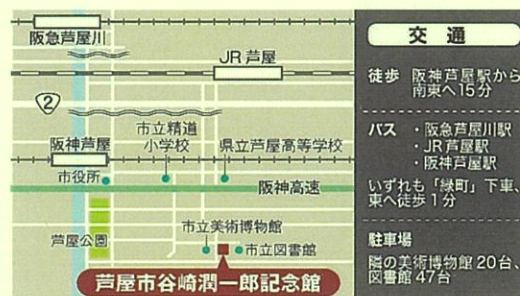 阪急芦屋川
JR芦屋
2
阪神芦屋
市立精道
小学校
県立芦屋高等学校
市役所
阪神高速
芦屋公園
市立美術博物館
市立図書館
芦屋市谷崎潤一郎記念館
交通
徒歩 阪神芦屋駅から
南東へ15分
バス ・阪急芦屋川駅
・JR芦屋駅
・阪神芦屋駅
いずれも「緑町」下車、
東へ徒歩1分
駐車場
隣の美術博物館20台、
図書館47台